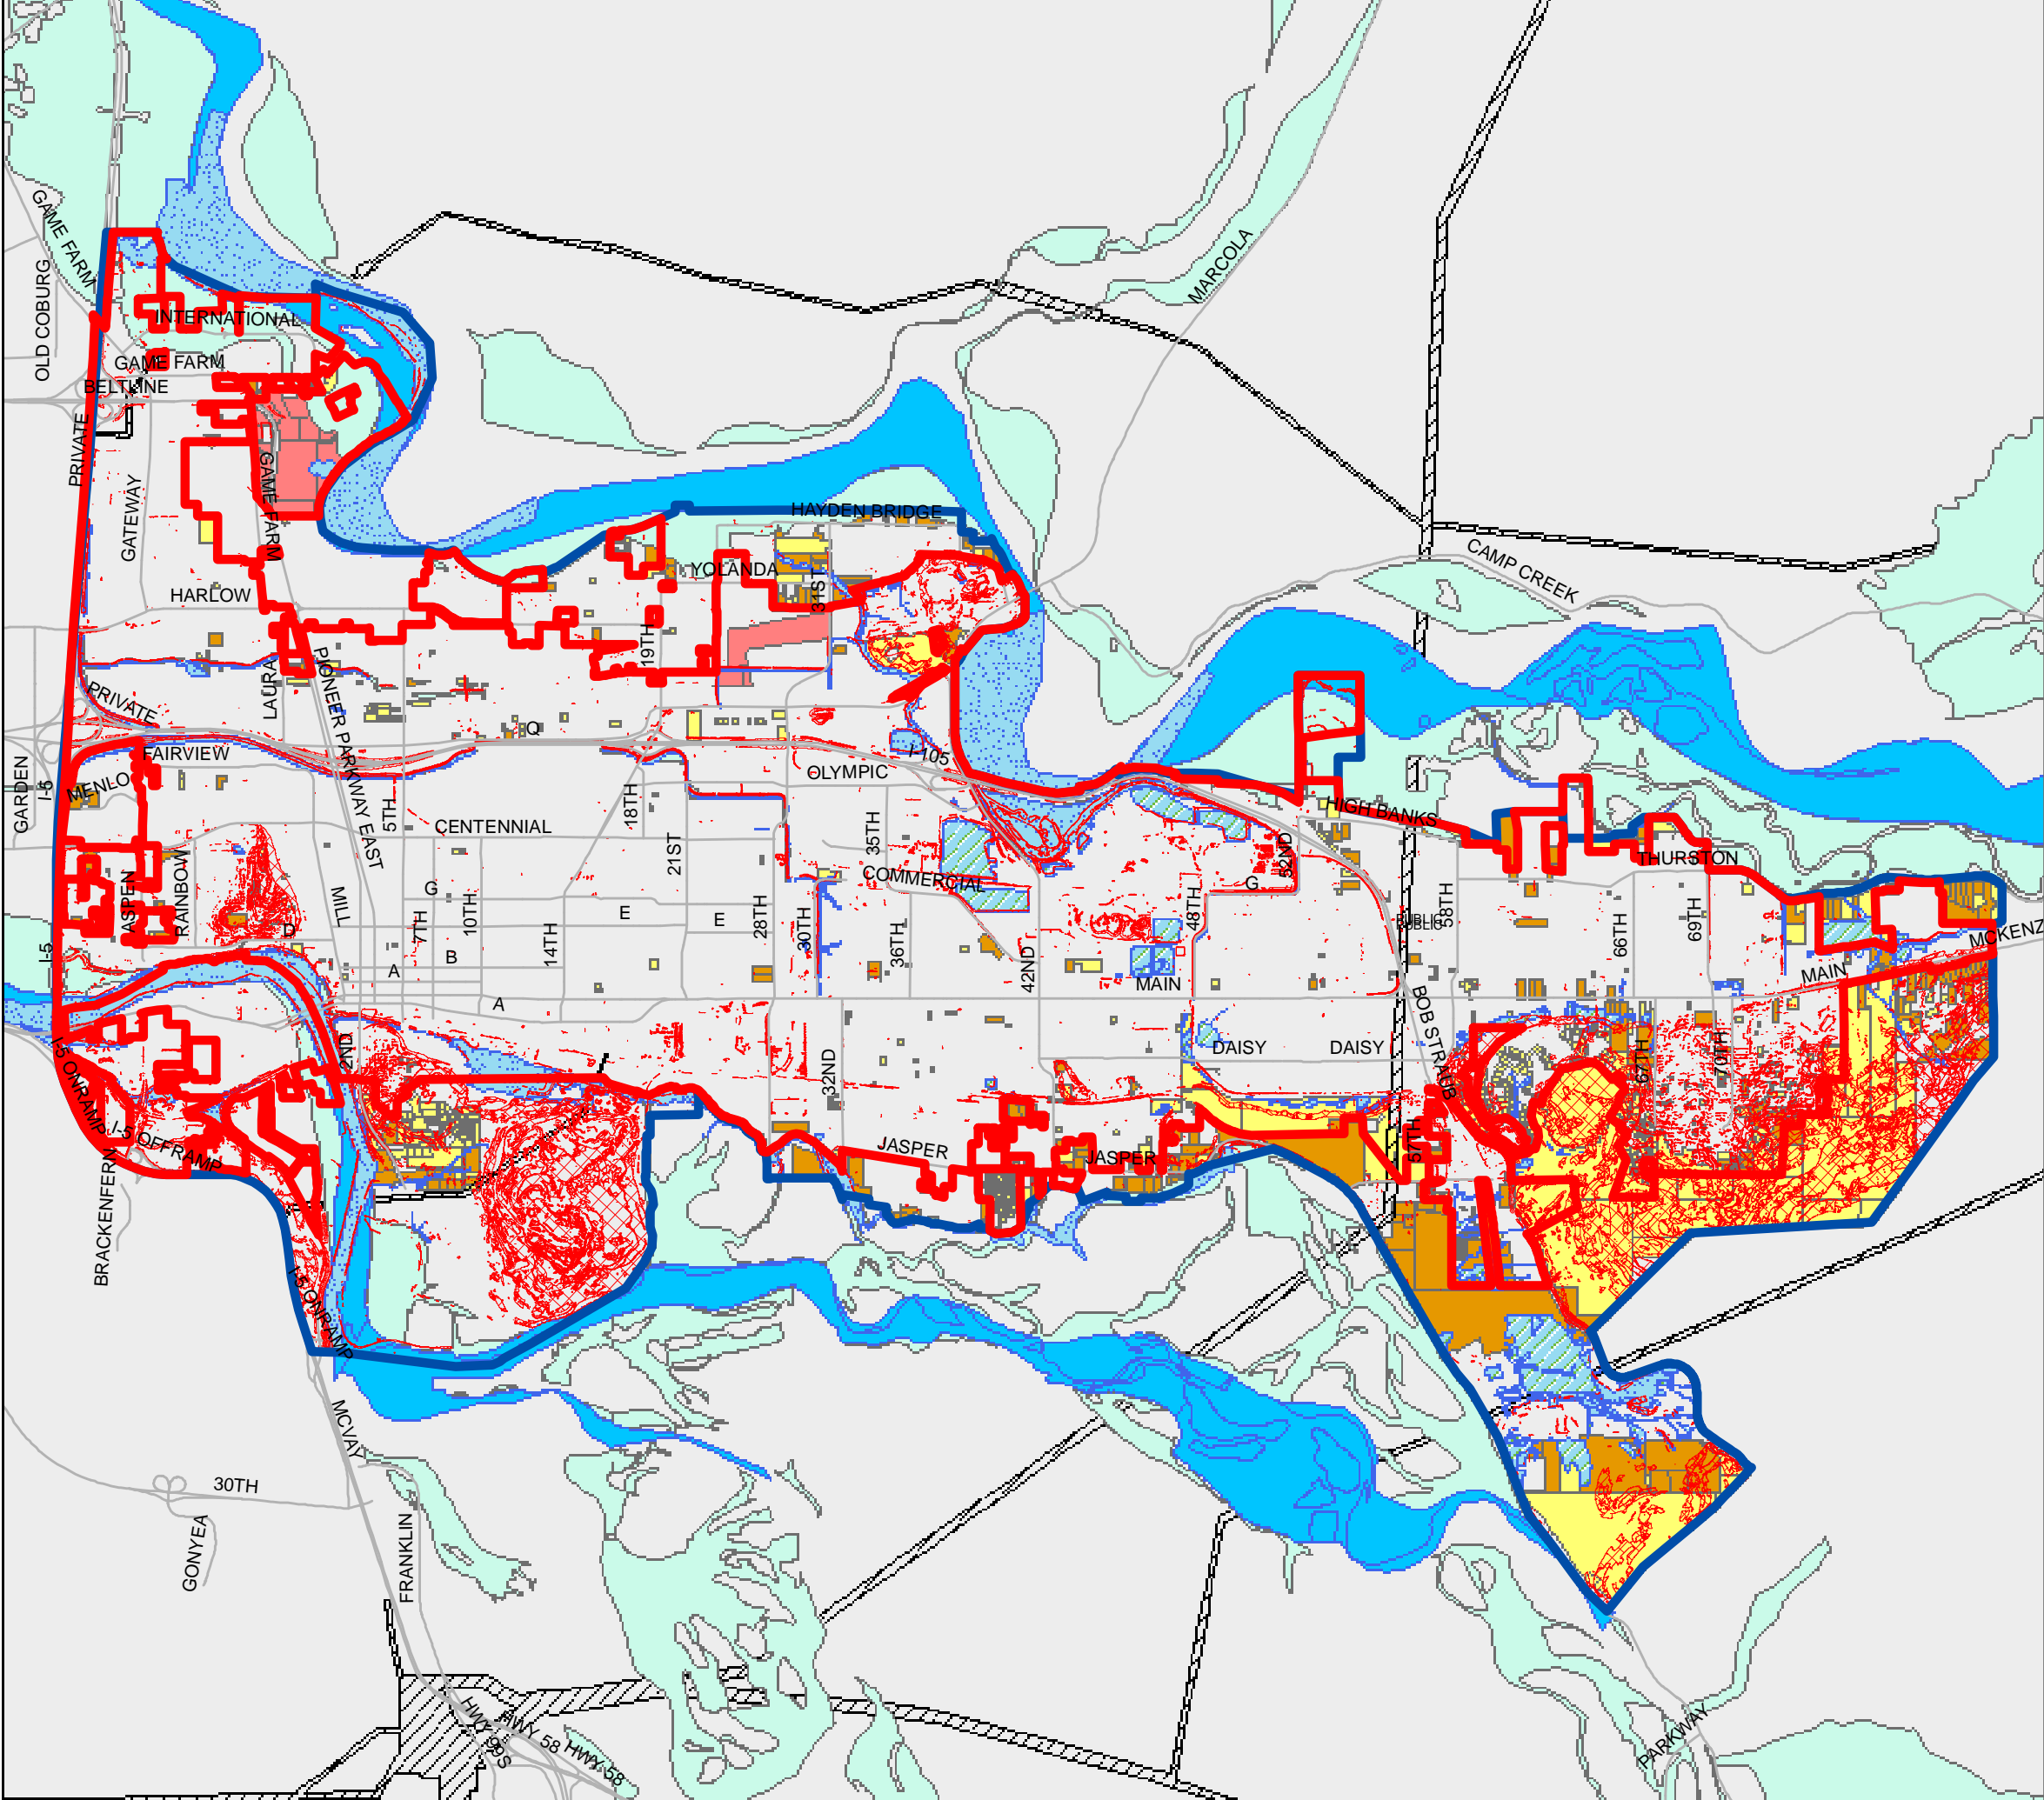 GAME FARM
OLD COBURG
MARCOLA
INTERNATIONAL
GAME FARM
BELTLINE
PRIVATE
GATEWAY
GAME FARM
HAYDEN BRIDGE
CAMP CREEK
YOLANDA
31ST
HARLOW
19TH
LAURA
PIONEER PARKWAY EAST
PRIVATE
Q
I-105
FAIRVIEW
OLYMPIC
GARDEN
I-5
MENLO
5TH
18TH
HIGH BANKS
CENTENNIAL
21ST
35TH
52ND
THURSTON
COMMERCIAL
G
ASPEN
RAINBOW
MILL
G
7TH
10TH
E
E
28TH
30TH
36TH
48TH
58TH
PUBLIC
PUBLIC
66TH
69TH
D
14TH
B
A
42ND
I-5
MCKENZ
MAIN
MAIN
A
BOB STRAUB
2ND
32ND
DAISY
DAISY
67TH
70TH
I-5 ONRAMP
I-5 OFFRAMP
JASPER
JASPER
57TH
BRACKENFERN
I-5 ONRAMP
MCVAY
30TH
GONYEA
FRANKLIN
HWY 99S
HWY 58
HWY 58
PARKWAY